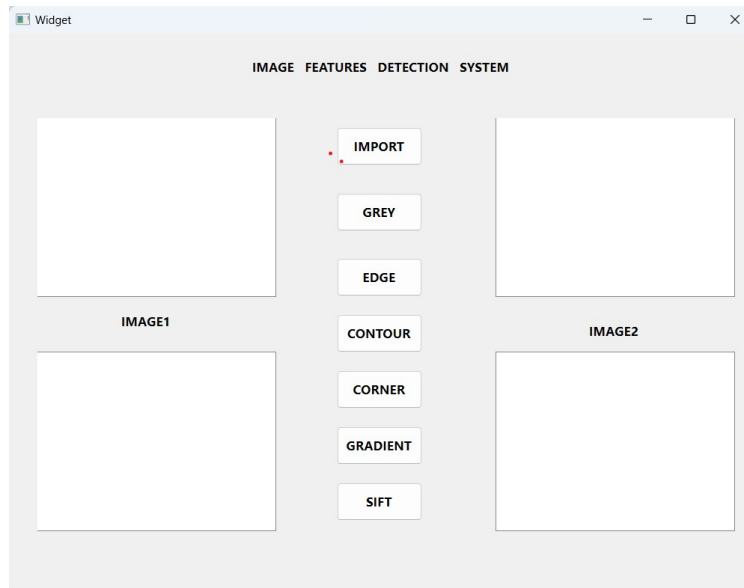 Widget
IMAGE FEATURES DETECTION SYSTEM
IMPORT
GREY
EDGE
IMAGE1
CONTOUR
IMAGE2
CORNER
GRADIENT
SIFT